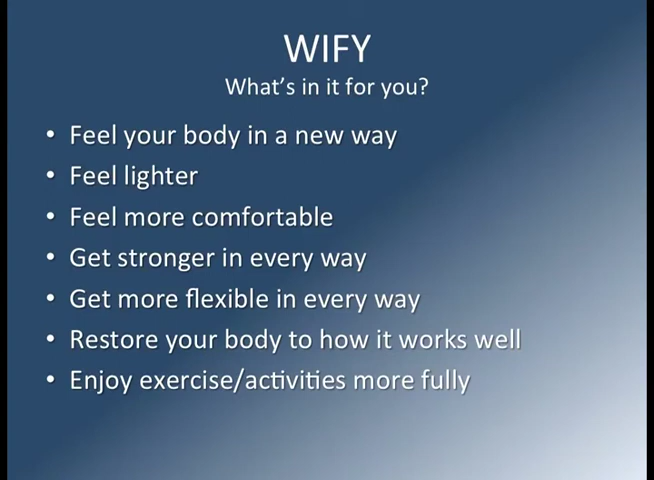 WIFY
What's in it for you?
• Feel your body in a new way
• Feel lighter
• Feel more comfortable
• Get stronger in every way
• Get more flexible in every way
• Restore your body to how it works well
• Enjoy exercise/activities more fully